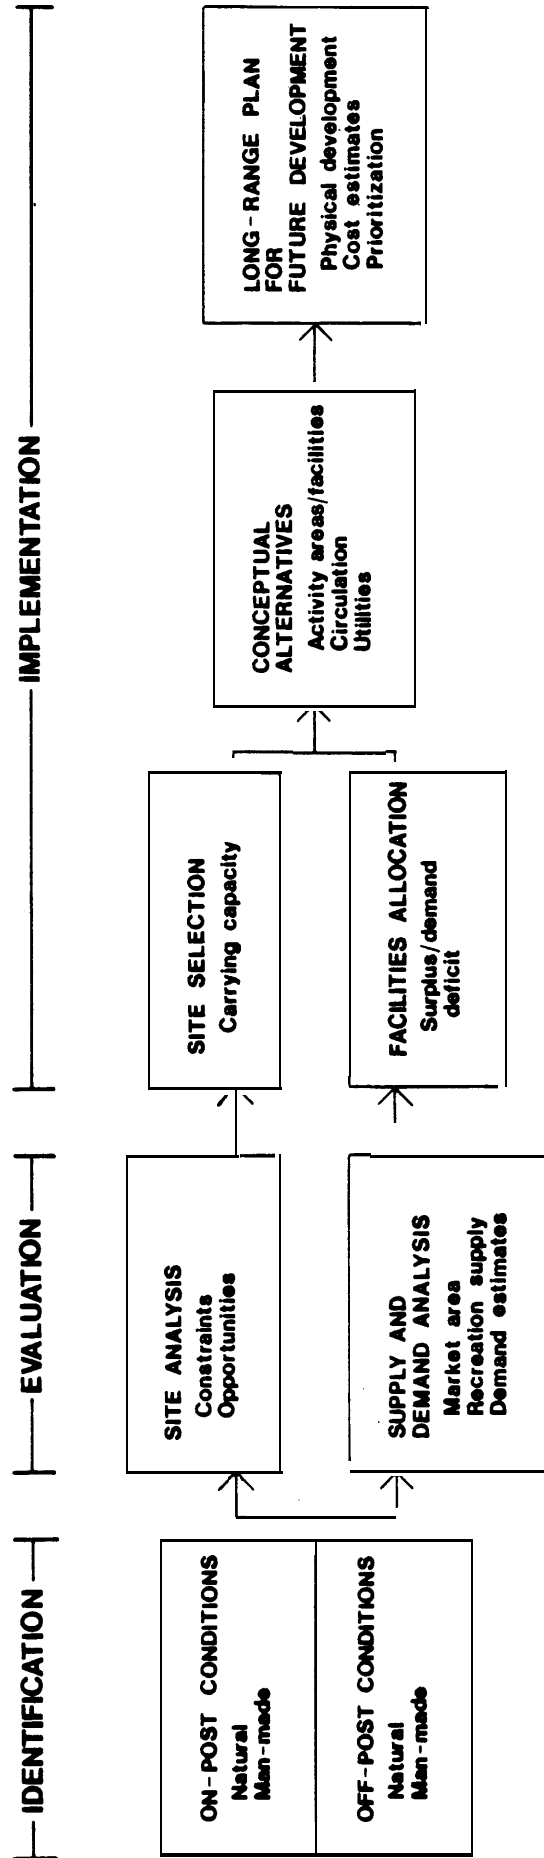 IDENTIFICATION
EVALUATION
IMPLEMENTATION
ON-POST CONDITIONS
Natural
Man-made
OFF-POST CONDITIONS
Natural
Man-made
SITE ANALYSIS
Constraints
Opportunities
SUPPLY AND
DEMAND ANALYSIS
Market area
Recreation supply
Demand estimates
SITE SELECTION
Carrying capacity
FACILITIES ALLOCATION
Surplus/demand
deficit
CONCEPTUAL
ALTERNATIVES
Activity areas/facilities
Circulation
Utilities
LONG-RANGE PLAN
FOR
FUTURE DEVELOPMENT
Physical development
Cost estimates
Prioritization